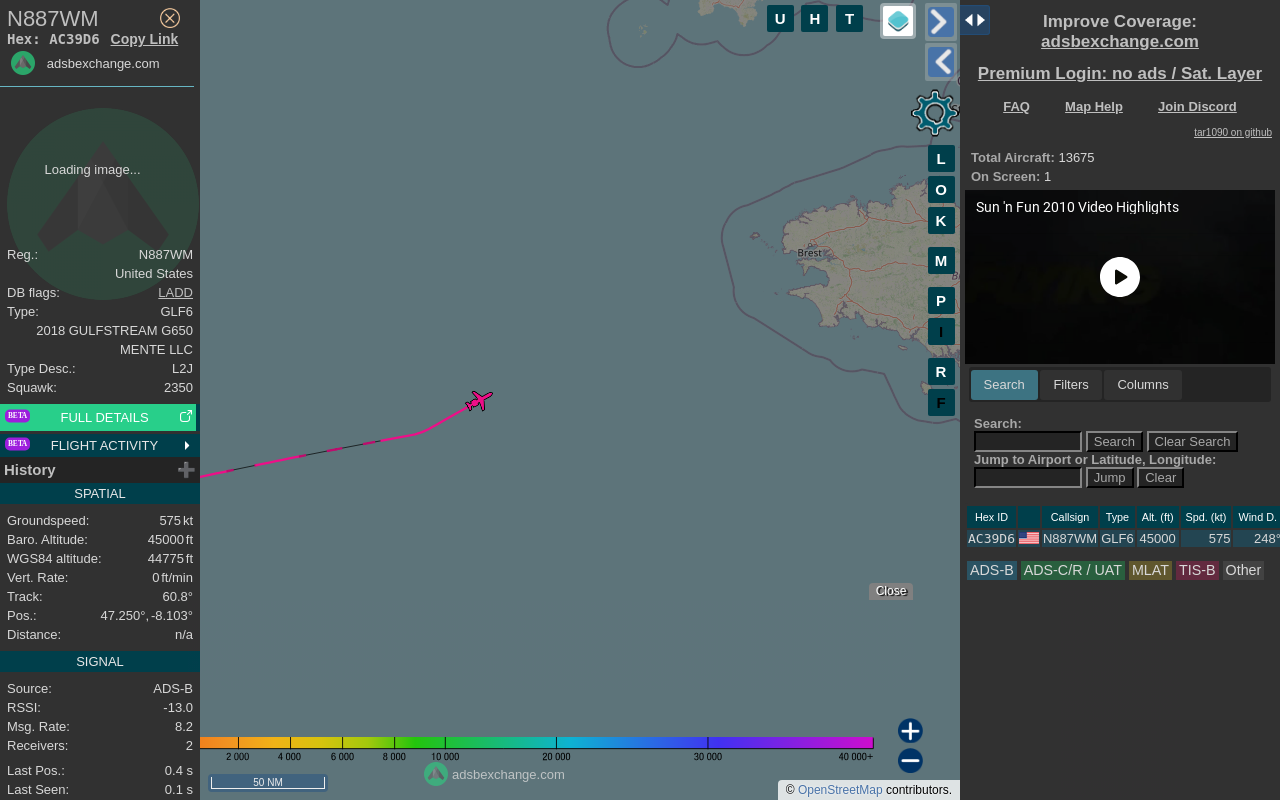 N887WM
Hex: AC39D6 Copy Link
adsbexchange.com
Loading image...
Reg.: N887WM
United States
DB flags: LADD
Type: GLF6
2018 GULFSTREAM G650
MENTE LLC
Type Desc.: L2J
Squawk: 2350
BETA FULL DETAILS
BETA FLIGHT ACTIVITY
History
SPATIAL
Groundspeed: 575 kt
Baro. Altitude: 45000 ft
WGS84 altitude: 44775 ft
Vert. Rate: 0 ft/min
Track: 60.8°
Pos.: 47.250°, -8.103°
Distance: n/a
SIGNAL
Source: ADS-B
RSSI: -13.0
Msg. Rate: 8.2
Receivers: 2
Last Pos.: 0.4 s
Last Seen: 0.1 s
U H T
L
O
K
M
P
I
R
F
Brest
Close
2 000 4 000 6 000 8 000 10 000 20 000 30 000 40 000+
50 NM
adsbexchange.com
© OpenStreetMap contributors.
Improve Coverage:
adsbexchange.com
Premium Login: no ads / Sat. Layer
FAQ Map Help Join Discord
tar1090 on github
Total Aircraft: 13675
On Screen: 1
Sun 'n Fun 2010 Video Highlights
Search Filters Columns
Search:
Search Clear Search
Jump to Airport or Latitude, Longitude:
Jump Clear
Hex ID Callsign Type Alt. (ft) Spd. (kt) Wind D.
AC39D6 N887WM GLF6 45000 575 248°
ADS-B ADS-C/R / UAT MLAT TIS-B Other